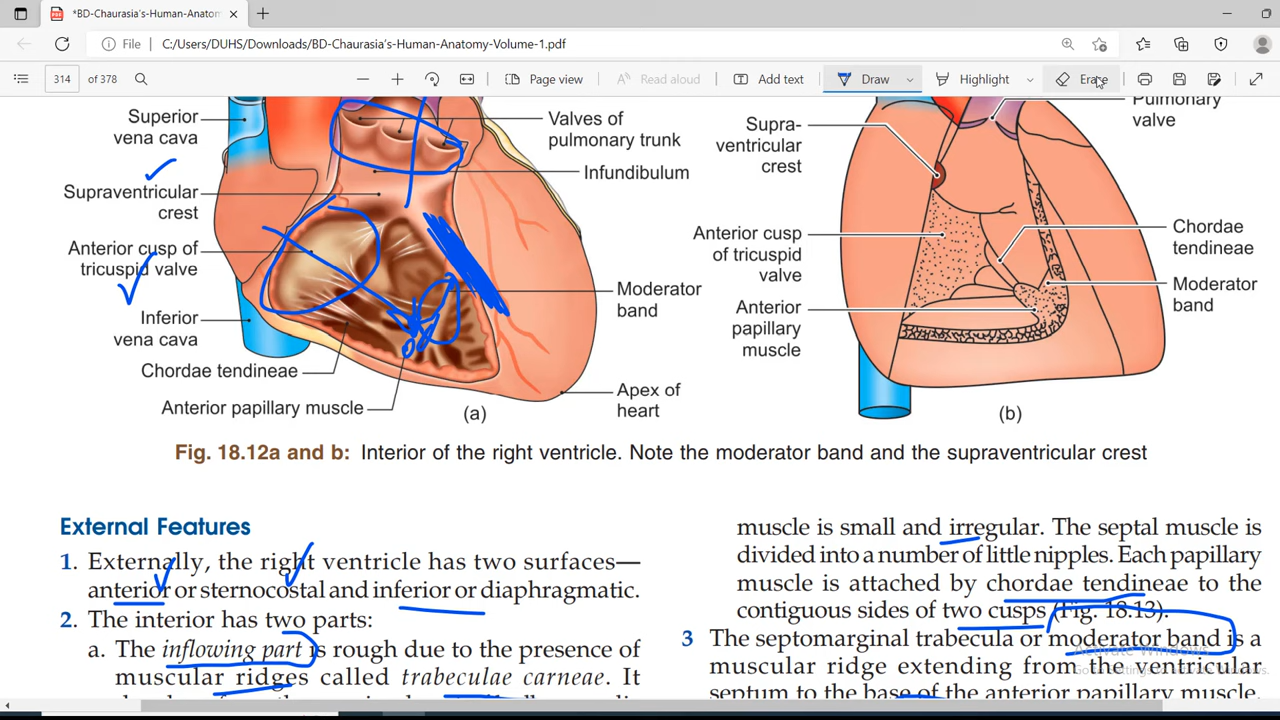 *BD-Chaurasia's-Human-Anatom
File
C:/Users/DUHS/Downloads/BD-Chaurasia's-Human-Anatomy-Volume-1.pdf
314 of 378
Page view
Read aloud
Add text
Draw
Highlight
Erase
Superior
vena cava
Supraventricular
crest
Anterior cusp of
tricuspid valve
Inferior
vena cava
Chordae tendineae
Anterior papillary muscle
Valves of
pulmonary trunk
Infundibulum
Moderator
band
Apex of
heart
(a)
Supra-
ventricular
crest
Anterior cusp
of tricuspid
valve
Anterior
papillary
muscle
Pulmonary
valve
Chordae
tendineae
Moderator
band
(b)
Fig. 18.12a and b: Interior of the right ventricle. Note the moderator band and the supraventricular crest
External Features
1. Externally, the right ventricle has two surfaces—
anterior or sternocostal and inferior or diaphragmatic.
2. The interior has two parts:
a. The inflowing part is rough due to the presence of
muscular ridges called trabeculae carneae. It
muscle is small and irregular. The septal muscle is
divided into a number of little nipples. Each papillary
muscle is attached by chordae tendineae to the
contiguous sides of two cusps (Fig. 18.13).
3 The septomarginal trabecula or moderator band is a
muscular ridge extending from the ventricular
septum to the base of the anterior papillary muscle.
Activate Windows